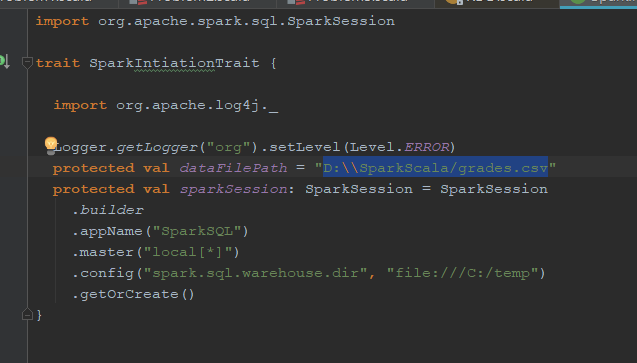 import org.apache.spark.sql.SparkSession
trait SparkIntiationTrait {
import org.apache.log4j._
Logger.getLogger("org").setLevel(Level.ERROR)
protected val dataFilePath = "D:\\SparkScala/grades.csv"
protected val sparkSession: SparkSession = SparkSession
.builder
.appName("SparkSQL")
.master("local[*]")
.config("spark.sql.warehouse.dir", "file:///C:/temp")
.getOrCreate()
}